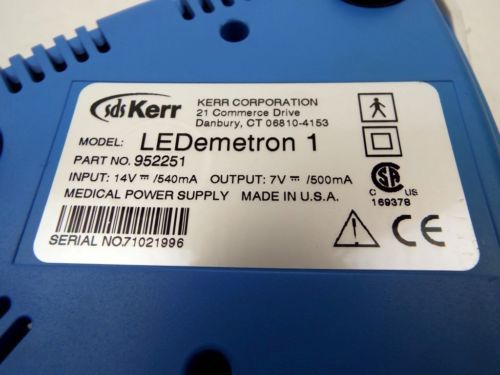 sds Kerr
KERR CORPORATION
21 Commerce Drive
Danbury, CT 06810-4153
MODEL: LEDemetron 1
PART NO. 952251
INPUT: 14V ⎓ /540mA OUTPUT: 7V ⎓ /500mA
MEDICAL POWER SUPPLY MADE IN U.S.A.
SERIAL NO.71021996
SA
C US
169378
CE